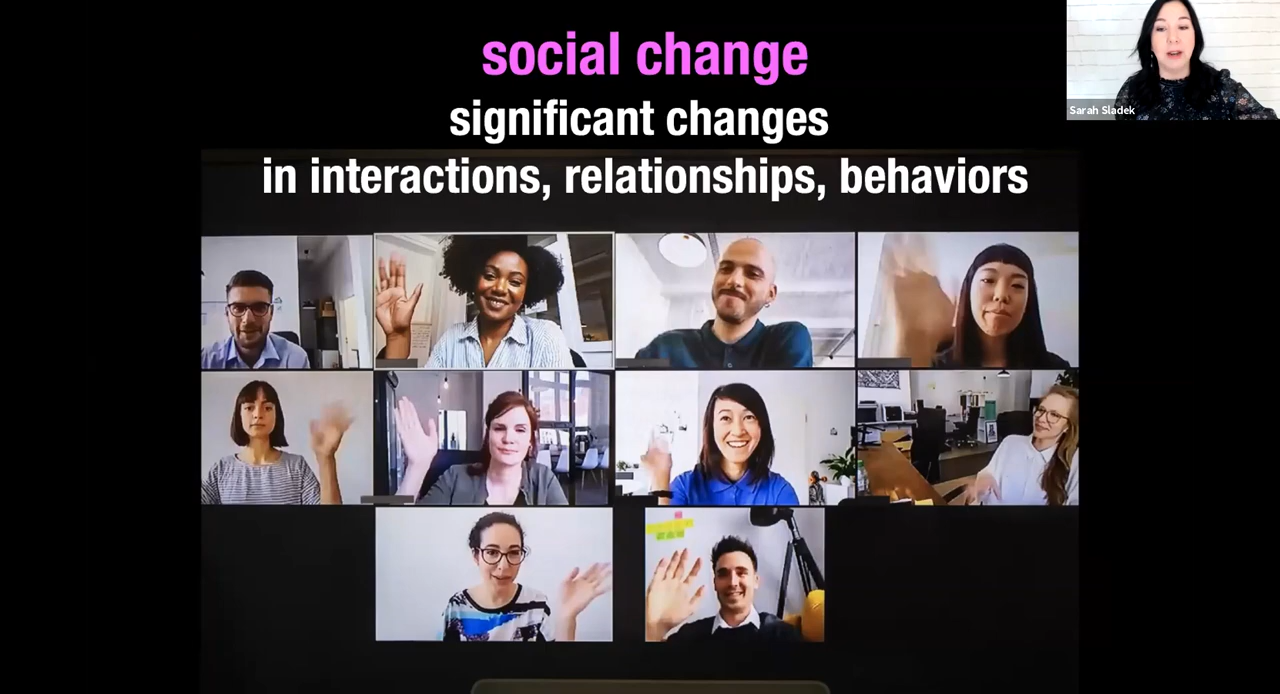 social change
significant changes
in interactions, relationships, behaviors
Sarah Sladek